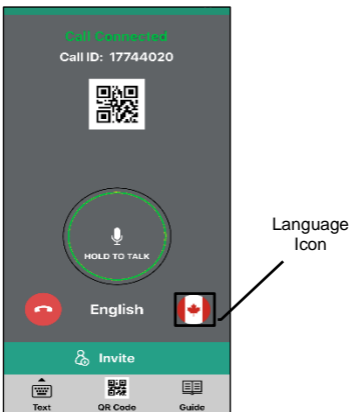 Call Connected
Call ID: 17744020
HOLD TO TALK
Language
Icon
English
Invite
Text
QR Code
Guide